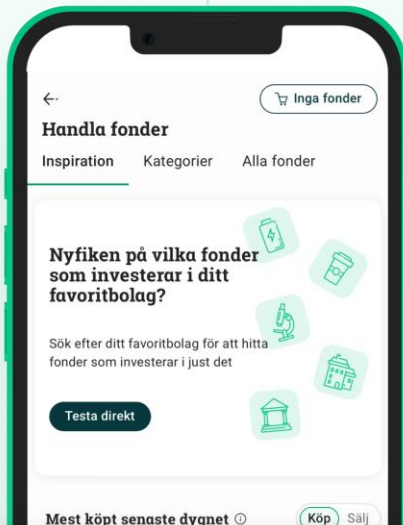 Inga fonder
Handla fonder
Inspiration Kategorier Alla fonder
Nyfiken på vilka fonder
som investerar i ditt
favoritbolag?
Sök efter ditt favoritbolag för att hitta
fonder som investerar i just det
Testa direkt
Mest köpt senaste dygnet Köp Sälj